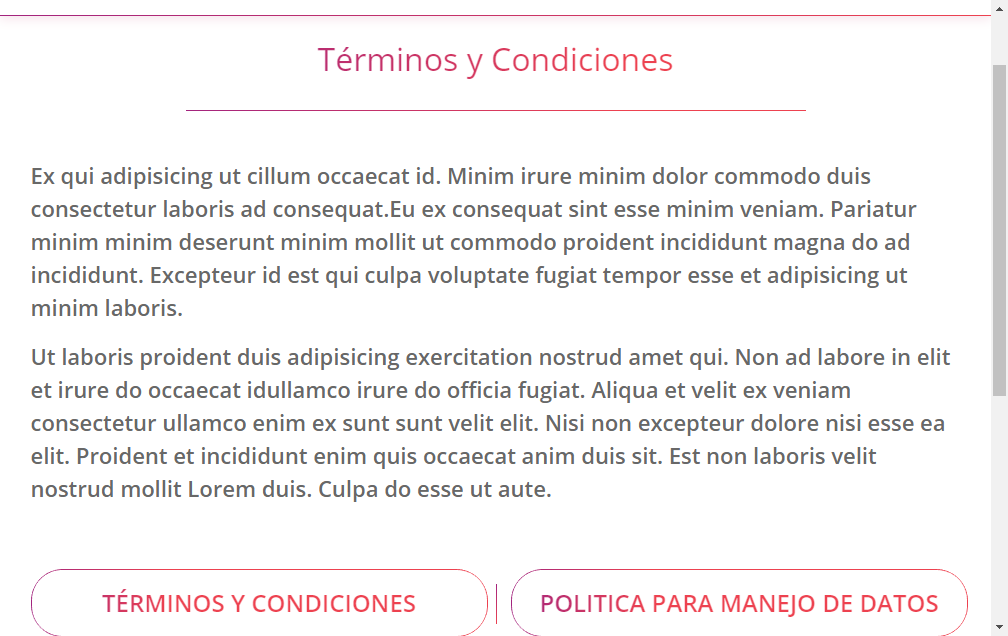 Términos y Condiciones
Ex qui adipisicing ut cillum occaecat id. Minim irure minim dolor commodo duis
consectetur laboris ad consequat.Eu ex consequat sint esse minim veniam. Pariatur
minim minim deserunt minim mollit ut commodo proident incididunt magna do ad
incididunt. Excepteur id est qui culpa voluptate fugiat tempor esse et adipisicing ut
minim laboris.
Ut laboris proident duis adipisicing exercitation nostrud amet qui. Non ad labore in elit
et irure do occaecat idullamco irure do officia fugiat. Aliqua et velit ex veniam
consectetur ullamco enim ex sunt sunt velit elit. Nisi non excepteur dolore nisi esse ea
elit. Proident et incididunt enim quis occaecat anim duis sit. Est non laboris velit
nostrud mollit Lorem duis. Culpa do esse ut aute.
TÉRMINOS Y CONDICIONES
POLITICA PARA MANEJO DE DATOS